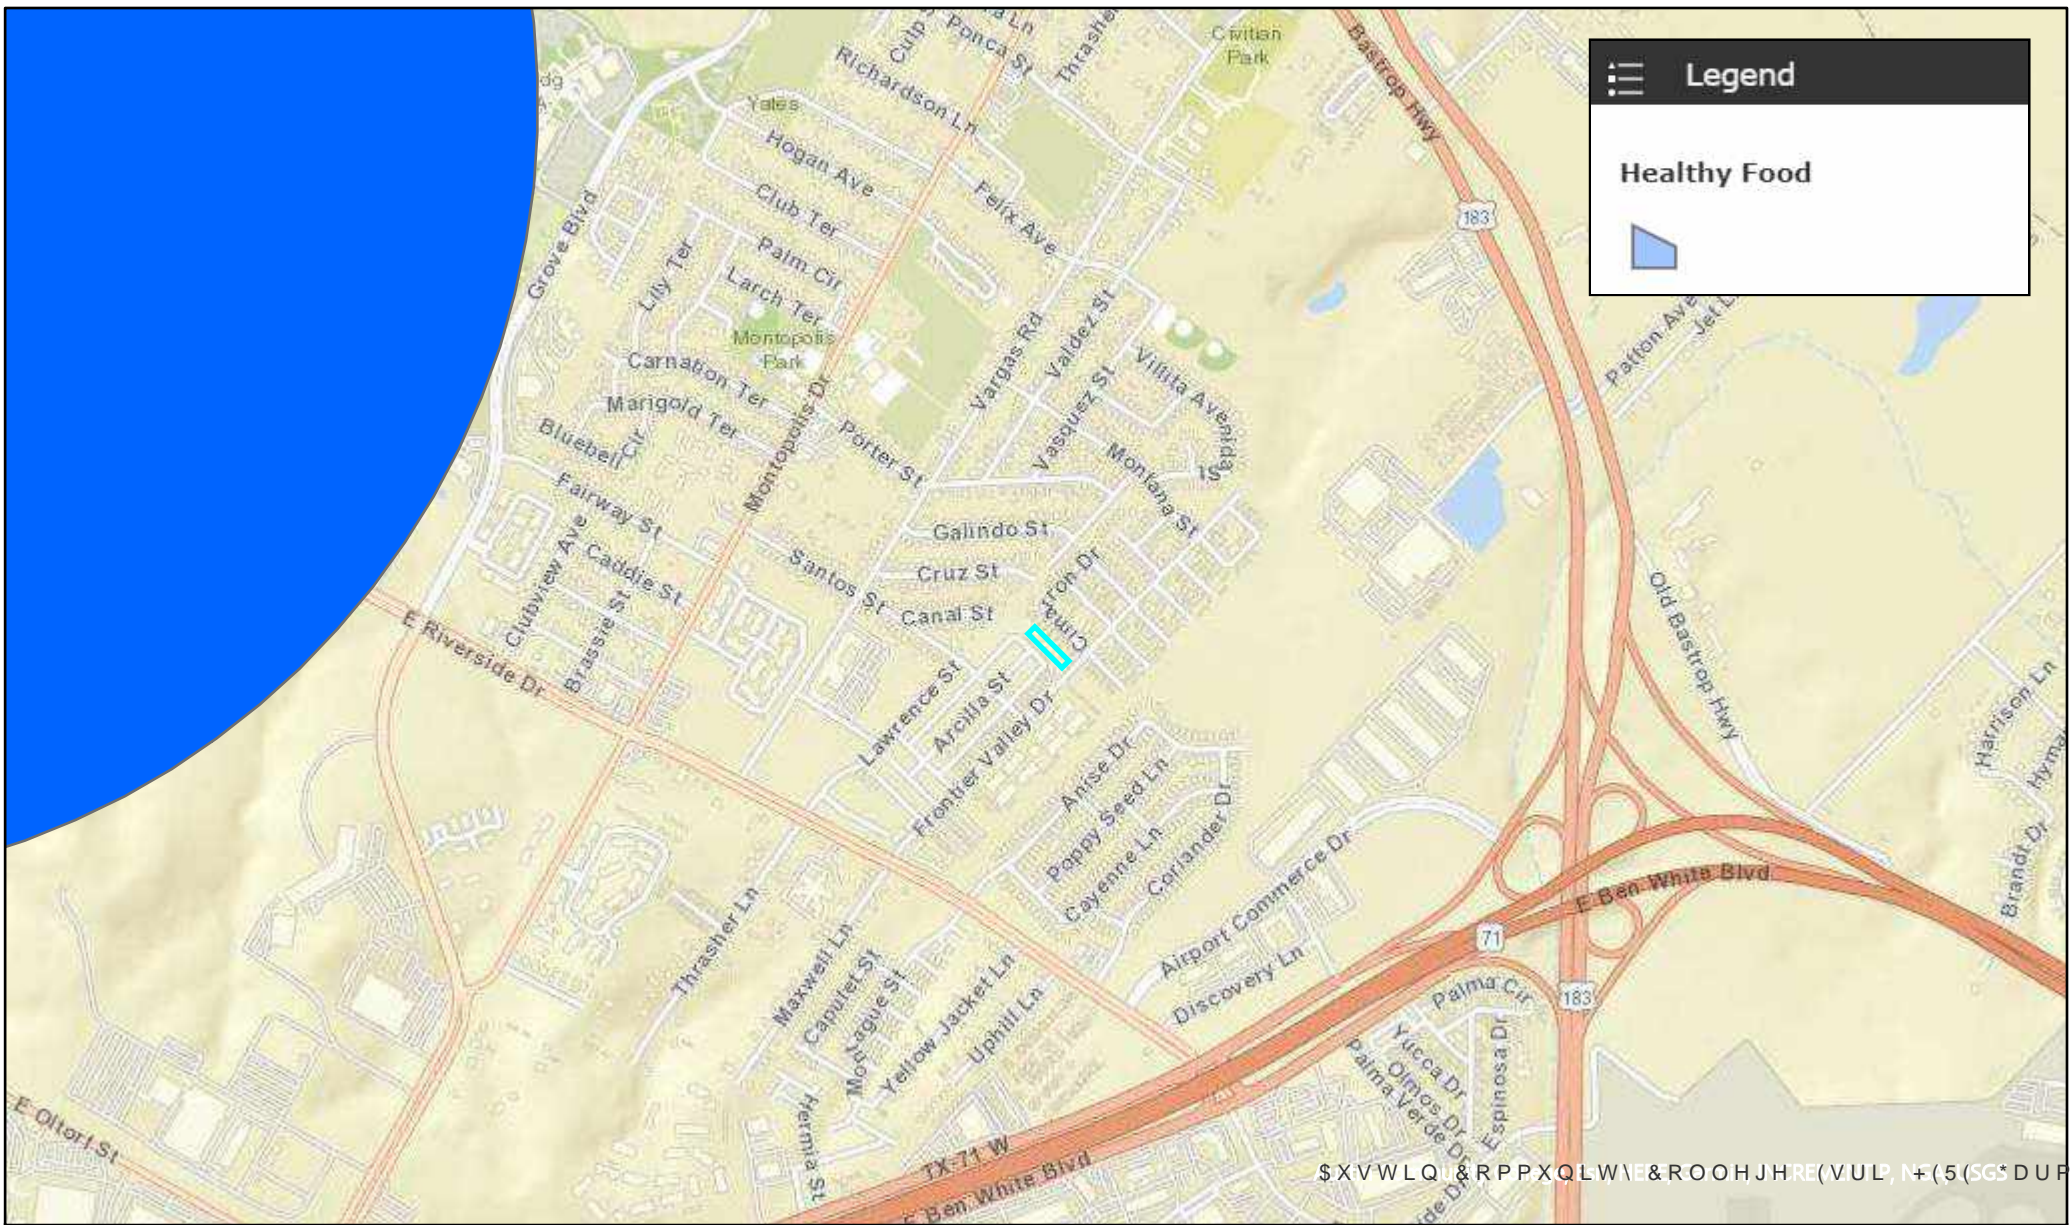 Legend
Healthy Food
Ponca St
Culp
Thrasher
Civitian
Park
Bastrop Hwy
Richardson Ln
Yates
Hogan Ave
Felix Ave
Club Ter
Grove Blvd
183
Palm Cir
Lily Ter
Larch Ter
Patton Ave
Montopolis
Park
Vargas Rd
Valdez St
Villita Avenida
St
Carnation Ter
Marigold Ter
Montopolis Dr
Porter St
Vasquez St
Bluebell
Cir
Montana St
Fairway St
Galindo St
Clubview Ave
Caddie St
Santos St
Cruz St
Canal St
Brassie St
Old Bastrop Hwy
E Riverside Dr
Lawrence St
Arcilla St
Frontier Valley Dr
Harrison Ln
Anise Dr
Poppy Seed Ln
Cayenne Ln
Coriander Dr
Airport Commerce Dr
E Ben White Blvd
Brandt Dr
Thrasher Ln
Maxwell Ln
71
Capulet St
Yellow Jacket Ln
Uphill Ln
Discovery Ln
Palma Cir
183
Yucca Dr
Olmos Dr
Palma Verde Dr
Espinosa Dr
E Oltorf St
Hermia St
TX-71 W
E Ben White Blvd